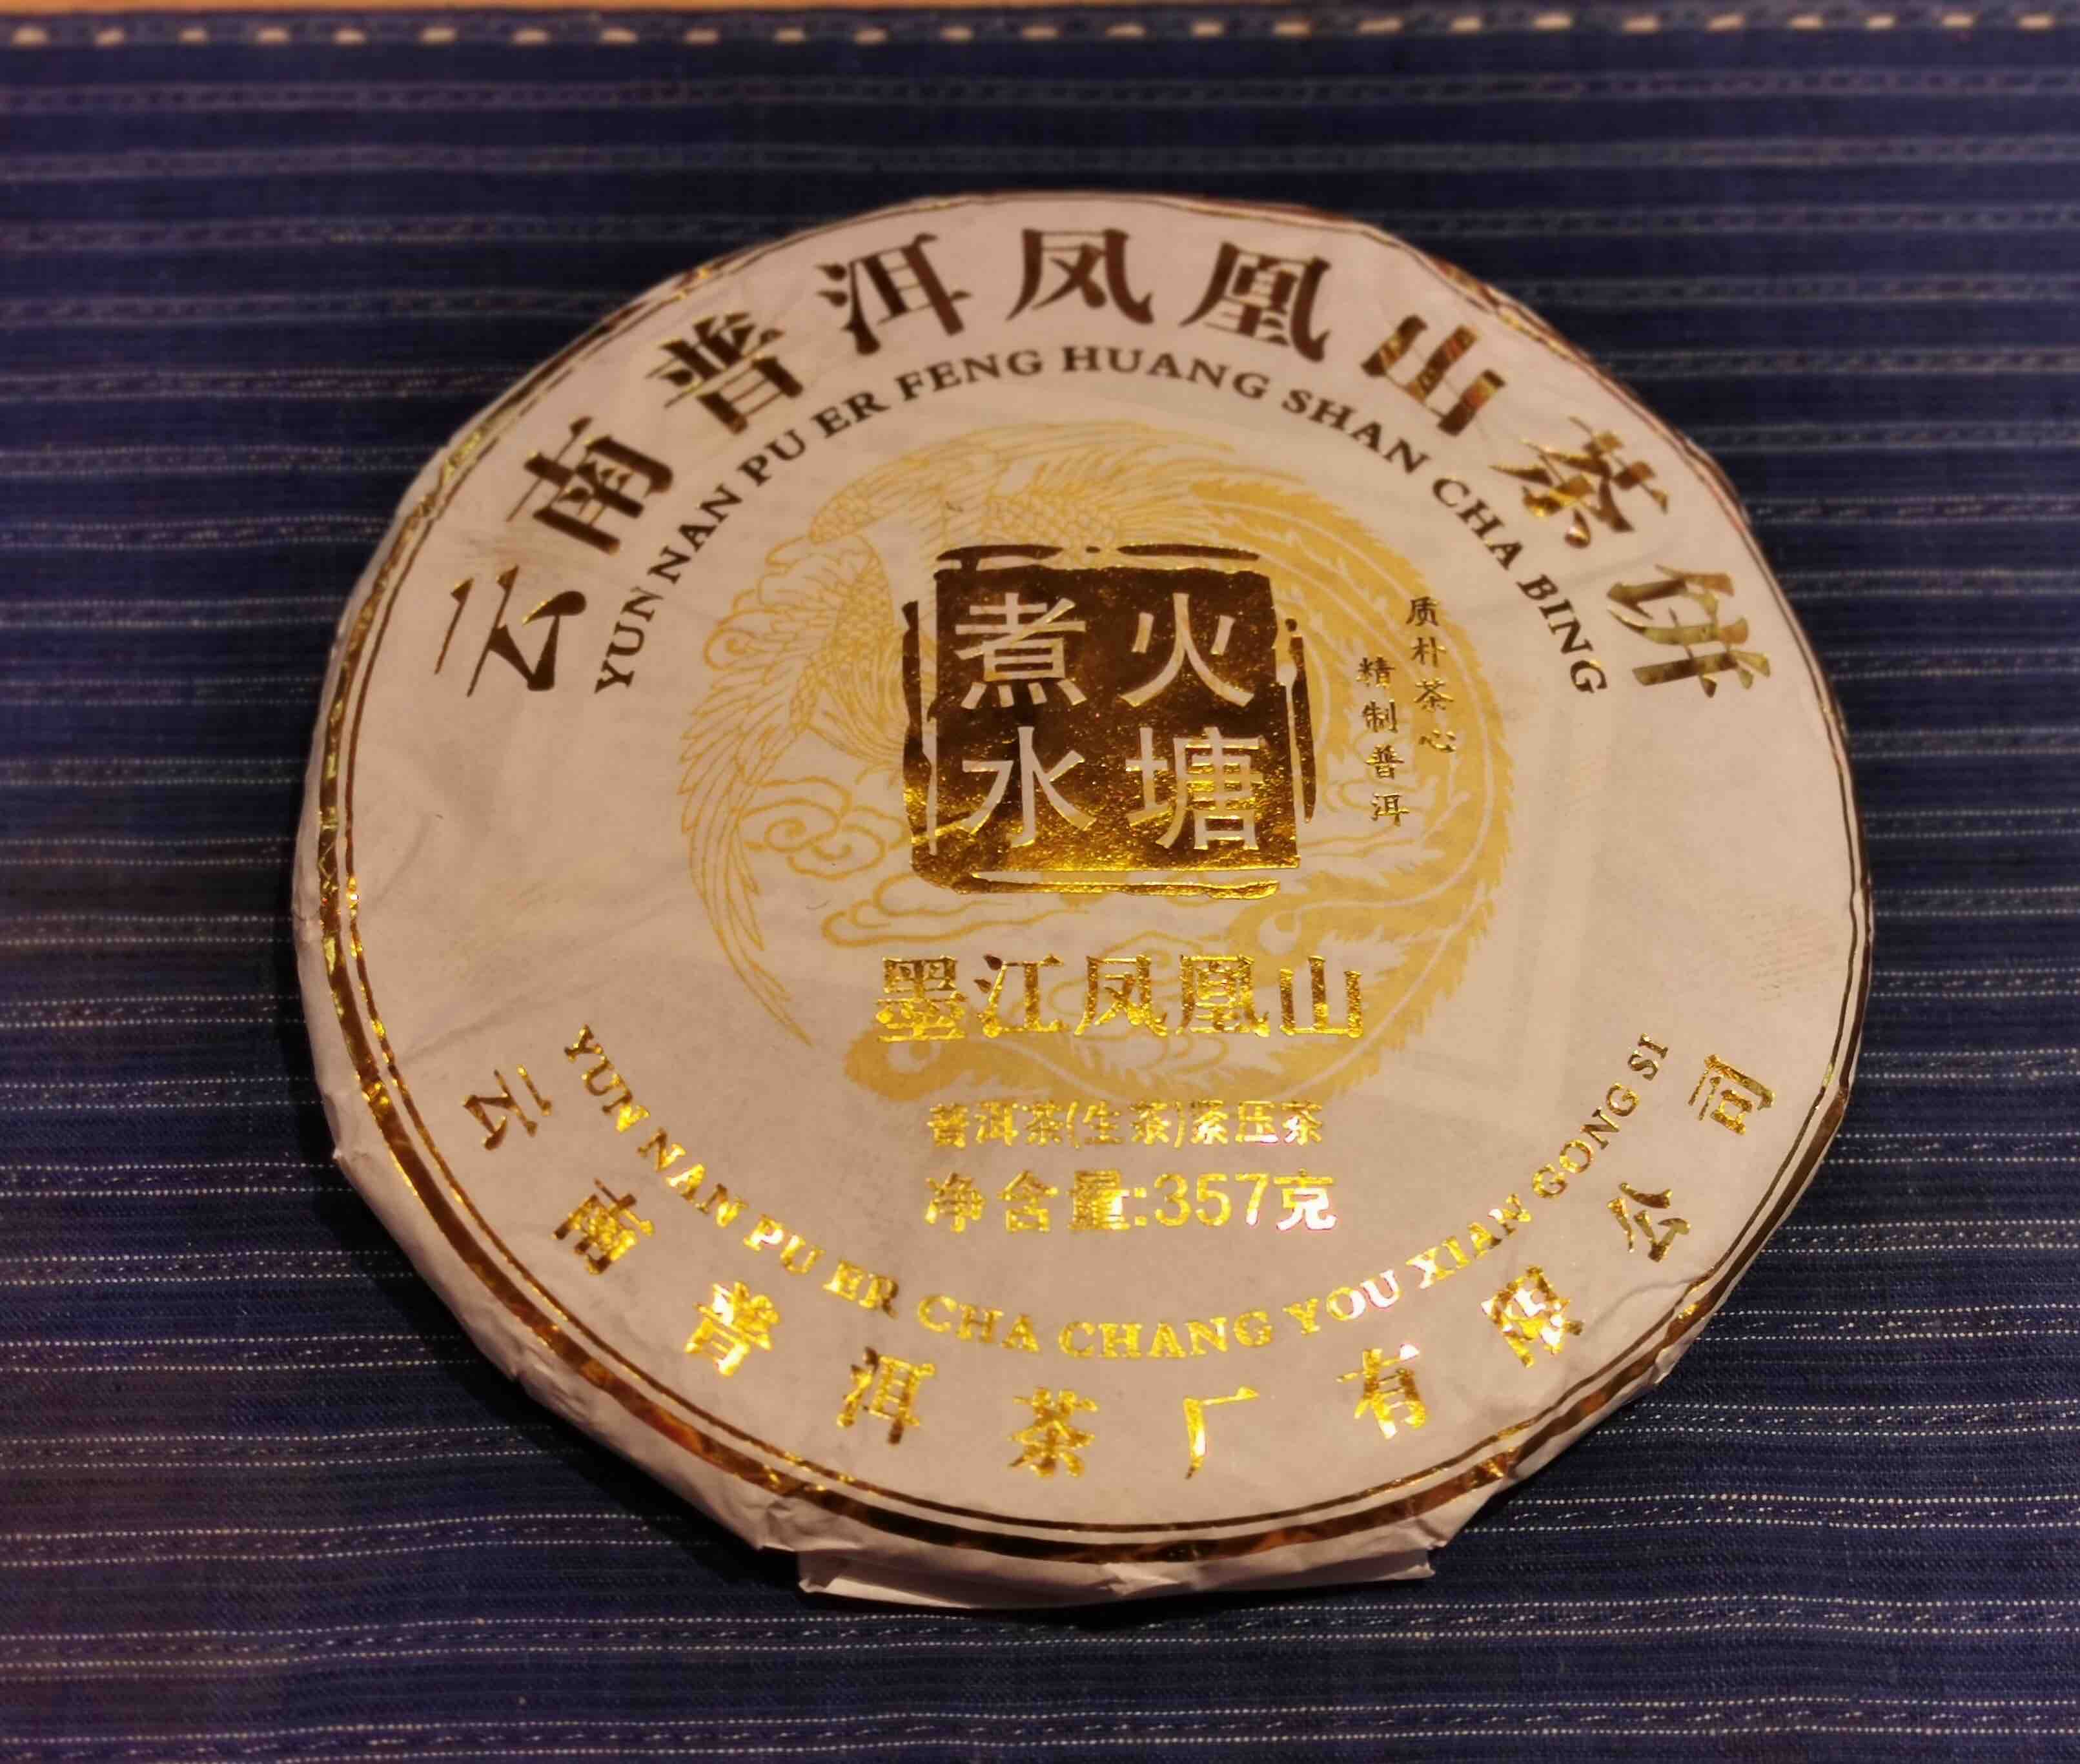 云南普洱凤凰山茶饼
YUN NAN PU ER FENG HUANG SHAN CHA BING
火塘
煮水
质朴茶心
精制普洱
墨江凤凰山
普洱茶(生茶)紧压茶
净含量:357克
YUN NAN PU ER CHA CHANG YOU XIAN GONG SI
云南普洱茶厂有限公司